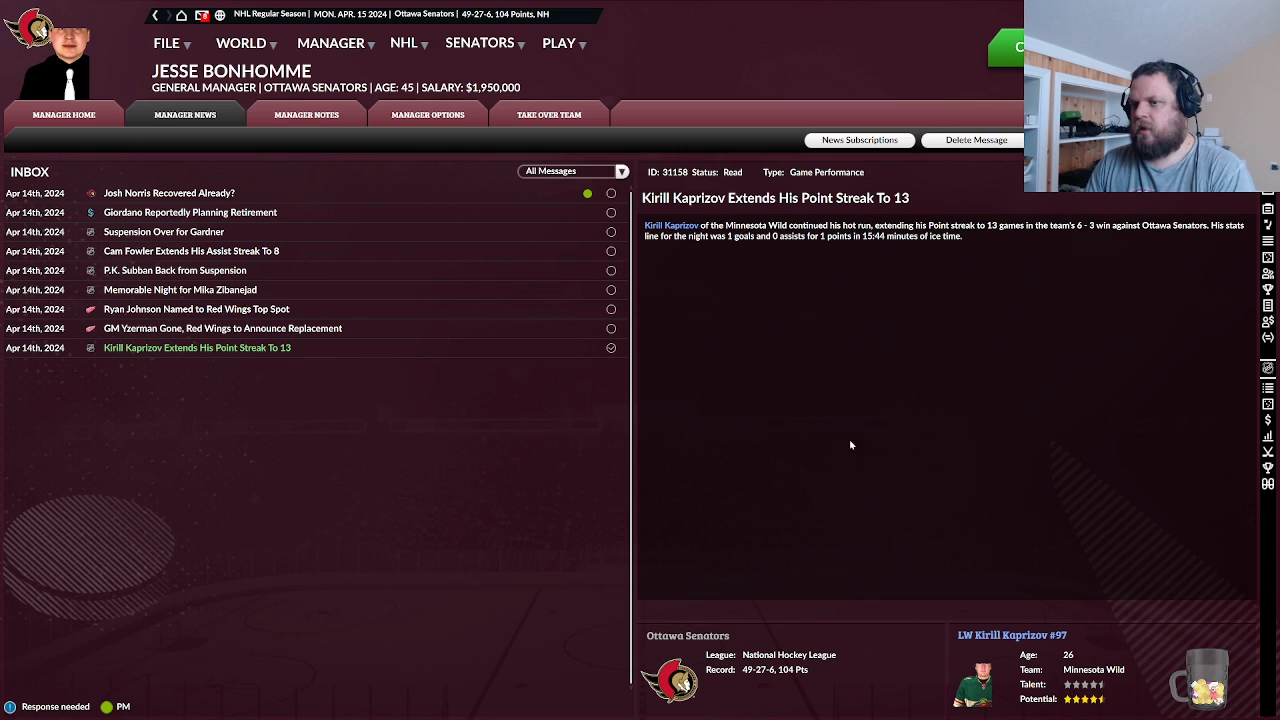 NHL Regular Season | MON. APR. 15 2024 | Ottawa Senators | 49-27-6, 104 Points, NH
FILE WORLD MANAGER NHL SENATORS PLAY
JESSE BONHOMME
GENERAL MANAGER | OTTAWA SENATORS | AGE: 45 | SALARY: $1,950,000
MANAGER HOME MANAGER NEWS MANAGER NOTES MANAGER OPTIONS TAKE OVER TEAM
News Subscriptions Delete Message
INBOX All Messages
Apr 14th, 2024 Josh Norris Recovered Already?
Apr 14th, 2024 Giordano Reportedly Planning Retirement
Apr 14th, 2024 Suspension Over for Gardner
Apr 14th, 2024 Cam Fowler Extends His Assist Streak To 8
Apr 14th, 2024 P.K. Subban Back from Suspension
Apr 14th, 2024 Memorable Night for Mika Zibanejad
Apr 14th, 2024 Ryan Johnson Named to Red Wings Top Spot
Apr 14th, 2024 GM Yzerman Gone, Red Wings to Announce Replacement
Apr 14th, 2024 Kirill Kaprizov Extends His Point Streak To 13
ID: 31158 Status: Read Type: Game Performance
Kirill Kaprizov Extends His Point Streak To 13
Kirill Kaprizov of the Minnesota Wild continued his hot run, extending his Point streak to 13 games in the team's 6 - 3 win against Ottawa Senators. His stats
line for the night was 1 goals and 0 assists for 1 points in 15:44 minutes of ice time.
Ottawa Senators
League: National Hockey League
Record: 49-27-6, 104 Pts
LW Kirill Kaprizov #97
Age: 26
Team: Minnesota Wild
Talent:
Potential:
Response needed PM